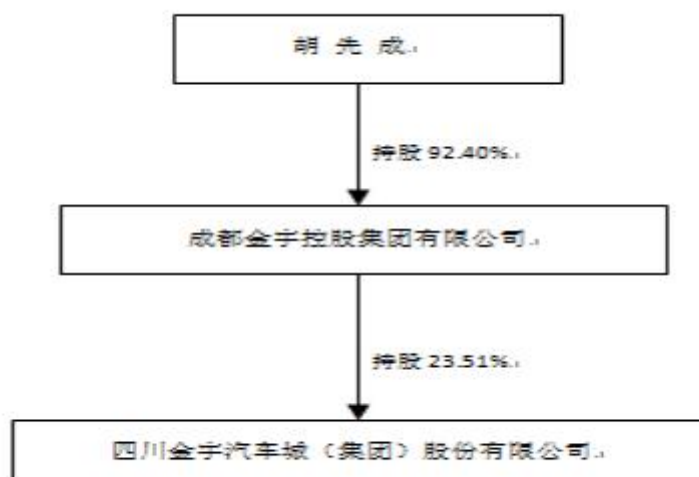 胡 先 成
持股 92.40%
成都金宇控股集团有限公司
持股 23.51%
四川金宇汽车城（集团）股份有限公司